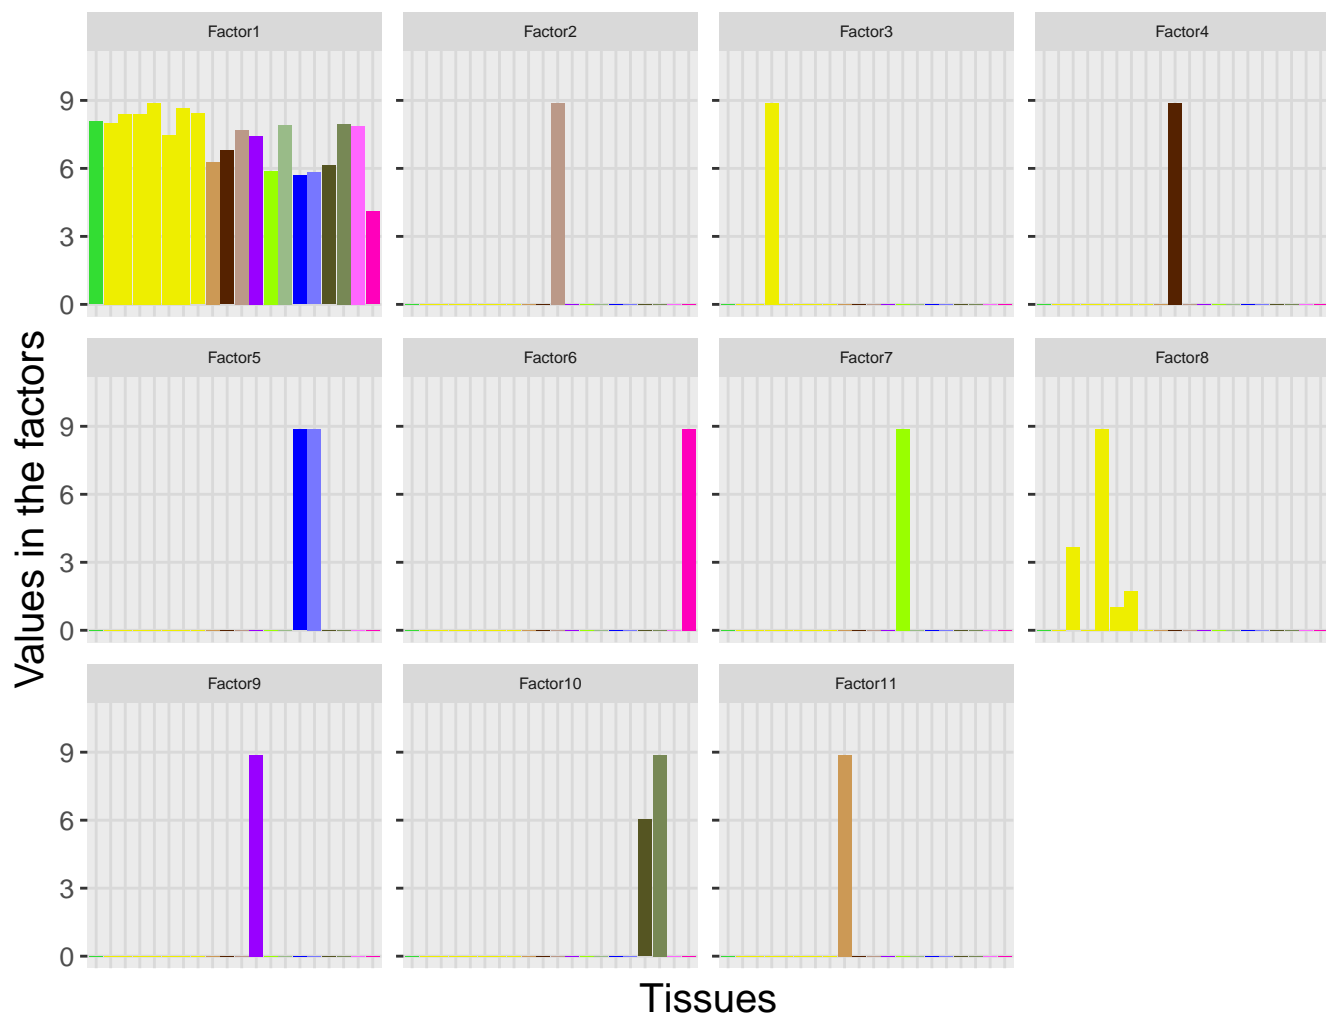 Factor1 Factor2 Factor3 Factor4
9
6
3
0
Factor5 Factor6 Factor7 Factor8
9
6
3
0
Factor9 Factor10 Factor11
9
6
3
0
Values in the factors
Tissues